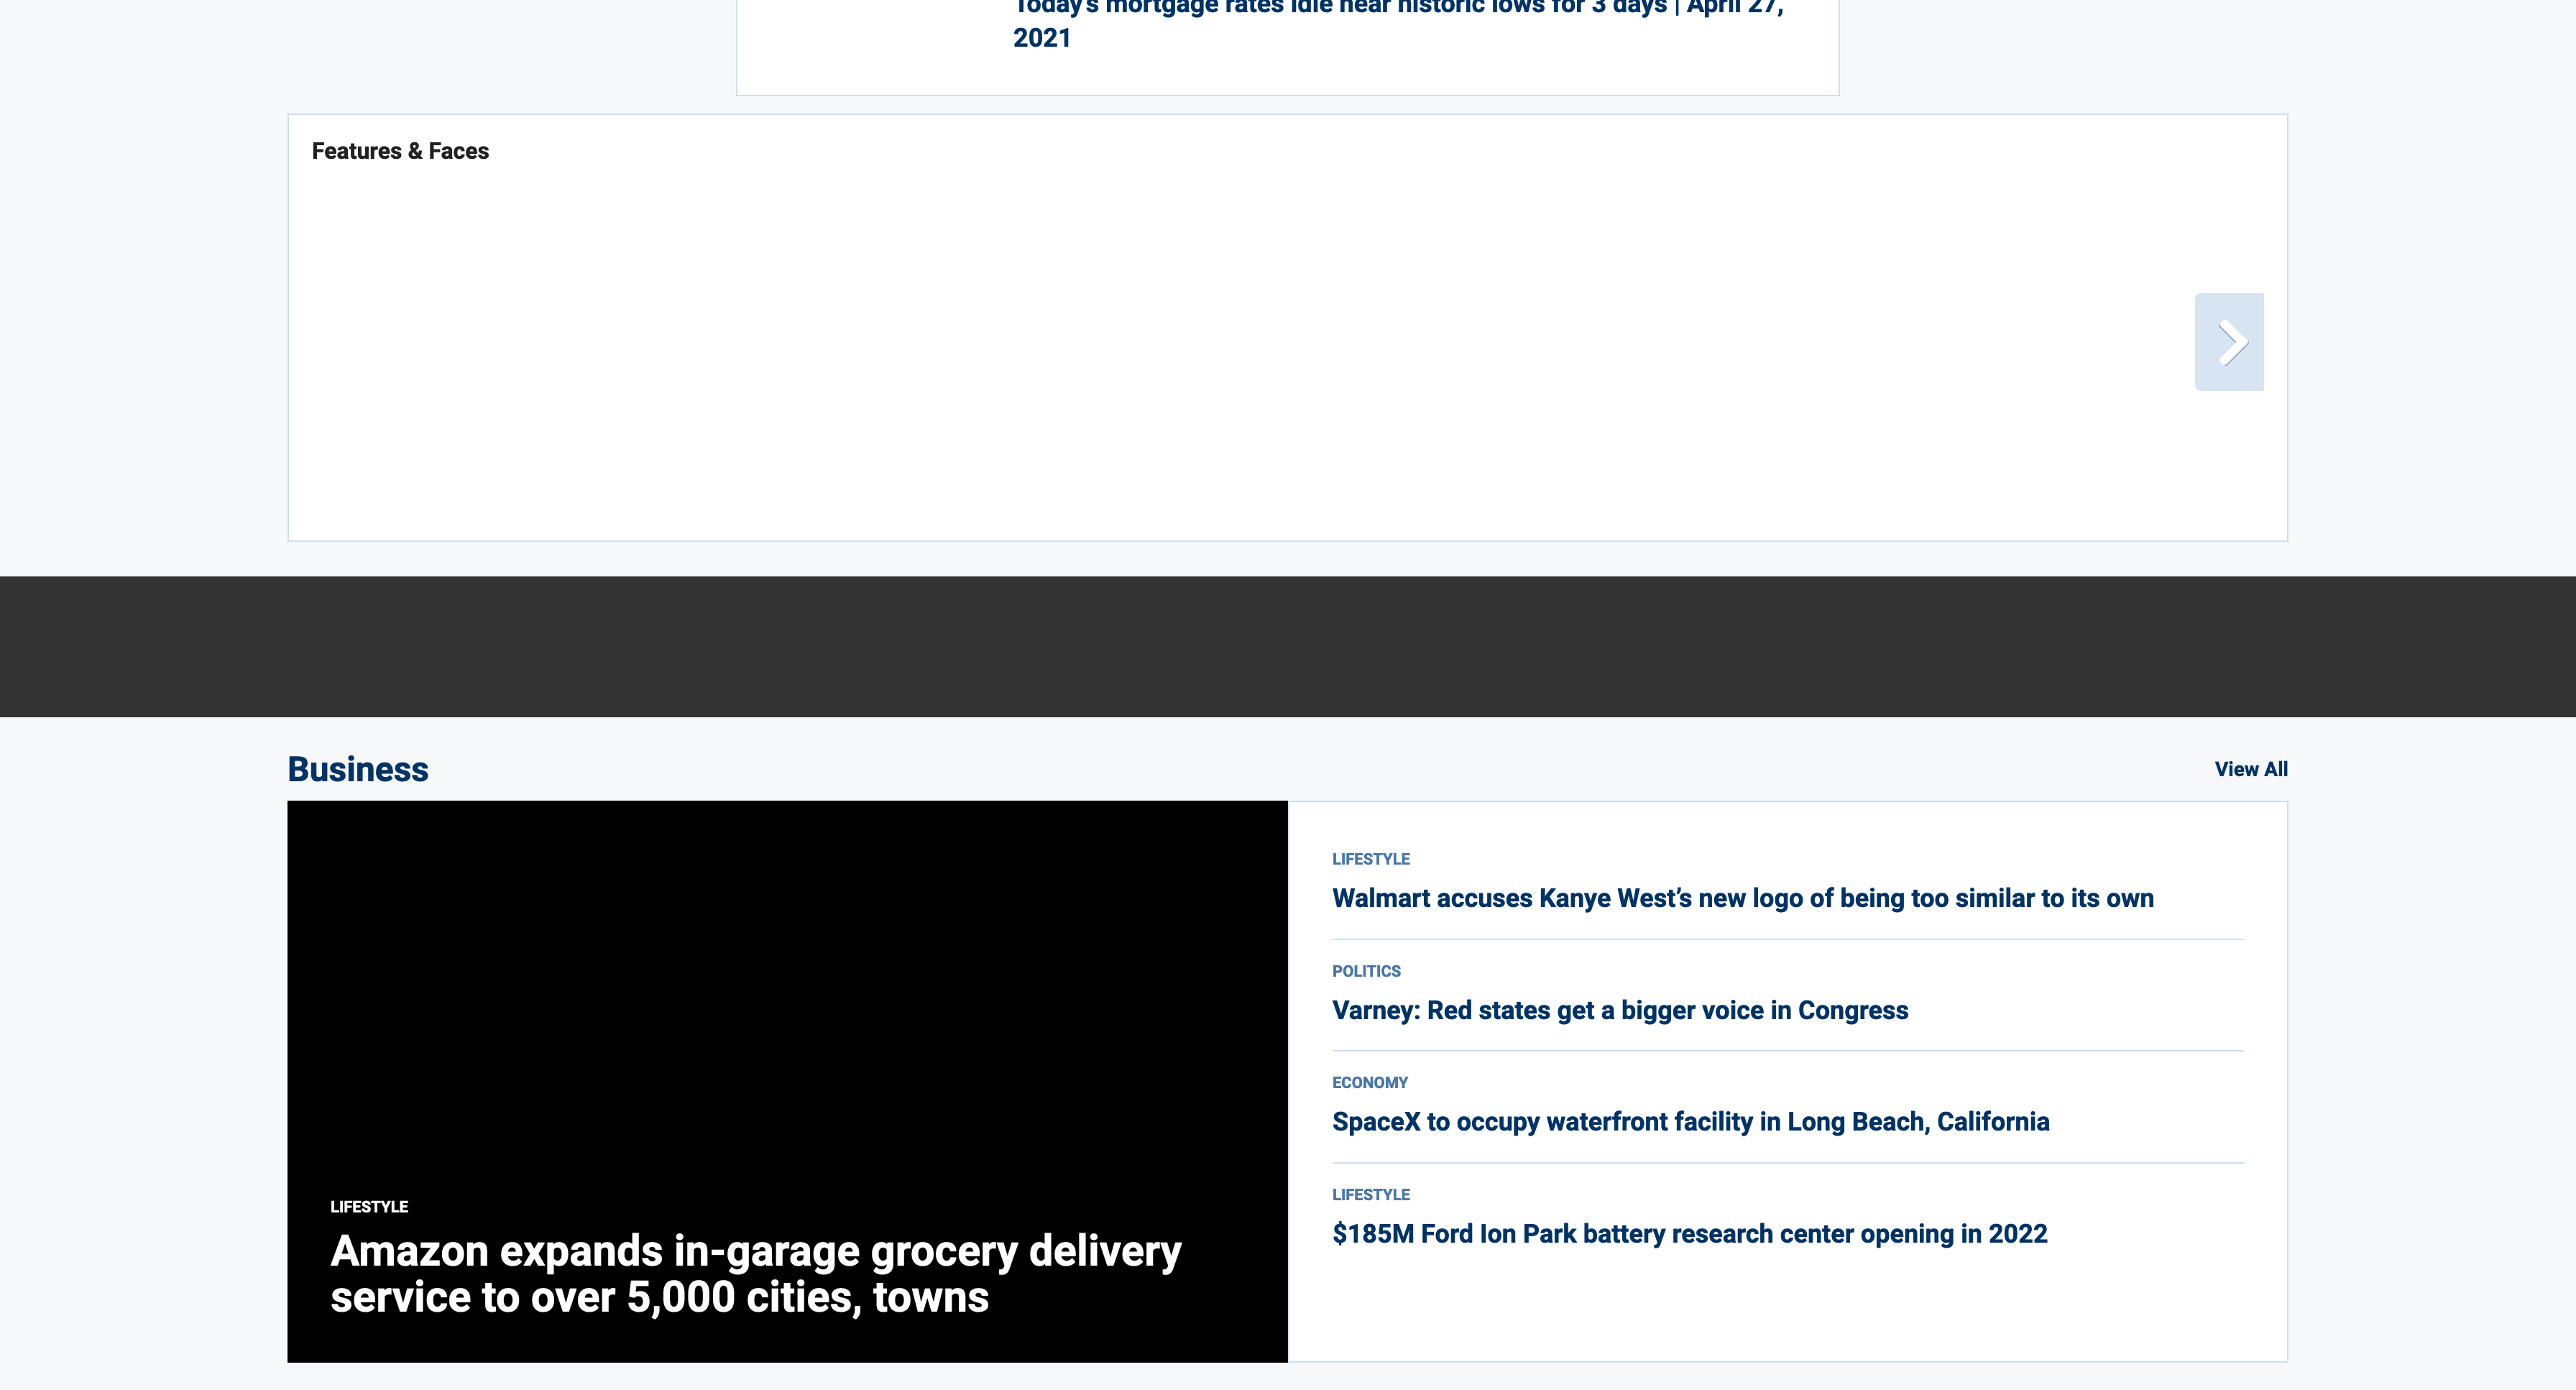 Today's mortgage rates idle near historic lows for 3 days | April 27,
2021
Features & Faces
Business
View All
LIFESTYLE
Amazon expands in-garage grocery delivery
service to over 5,000 cities, towns
LIFESTYLE
Walmart accuses Kanye West’s new logo of being too similar to its own
POLITICS
Varney: Red states get a bigger voice in Congress
ECONOMY
SpaceX to occupy waterfront facility in Long Beach, California
LIFESTYLE
$185M Ford Ion Park battery research center opening in 2022